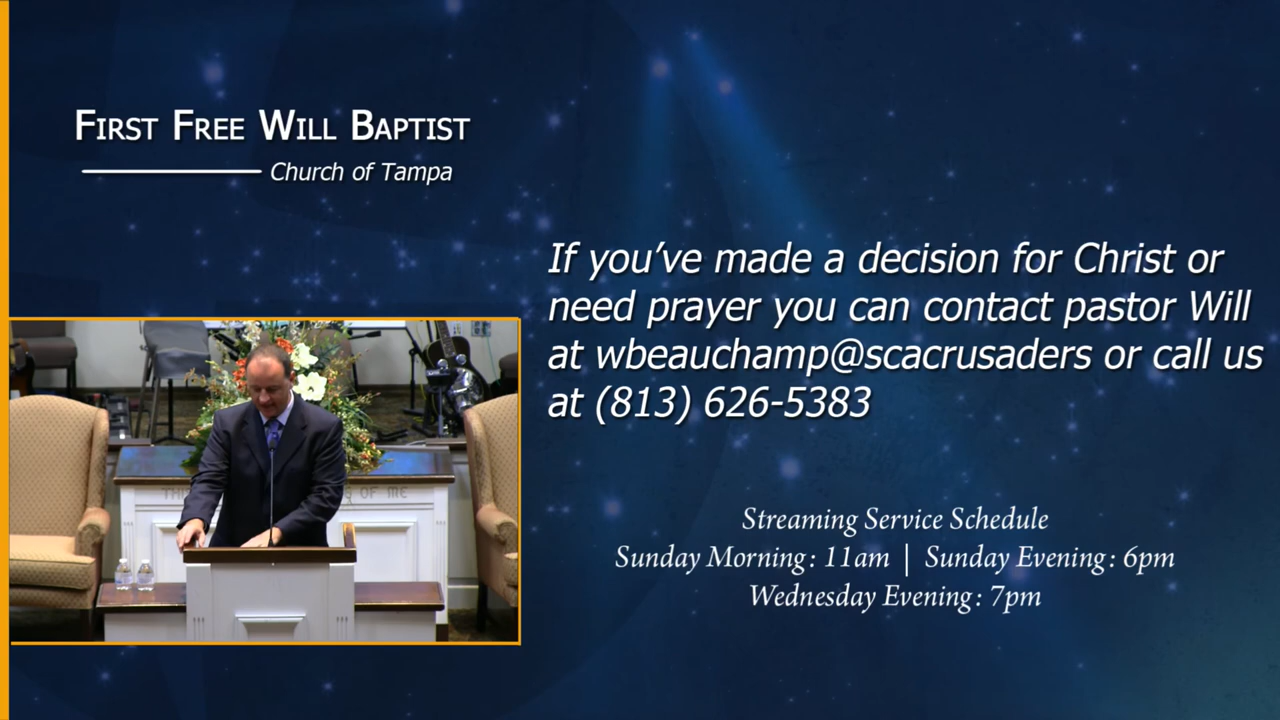 First Free Will Baptist
Church of Tampa
If you’ve made a decision for Christ or
need prayer you can contact pastor Will
at wbeauchamp@scacrusaders or call us
at (813) 626-5383
OF ME
Streaming Service Schedule
Sunday Morning: 11am | Sunday Evening: 6pm
Wednesday Evening: 7pm